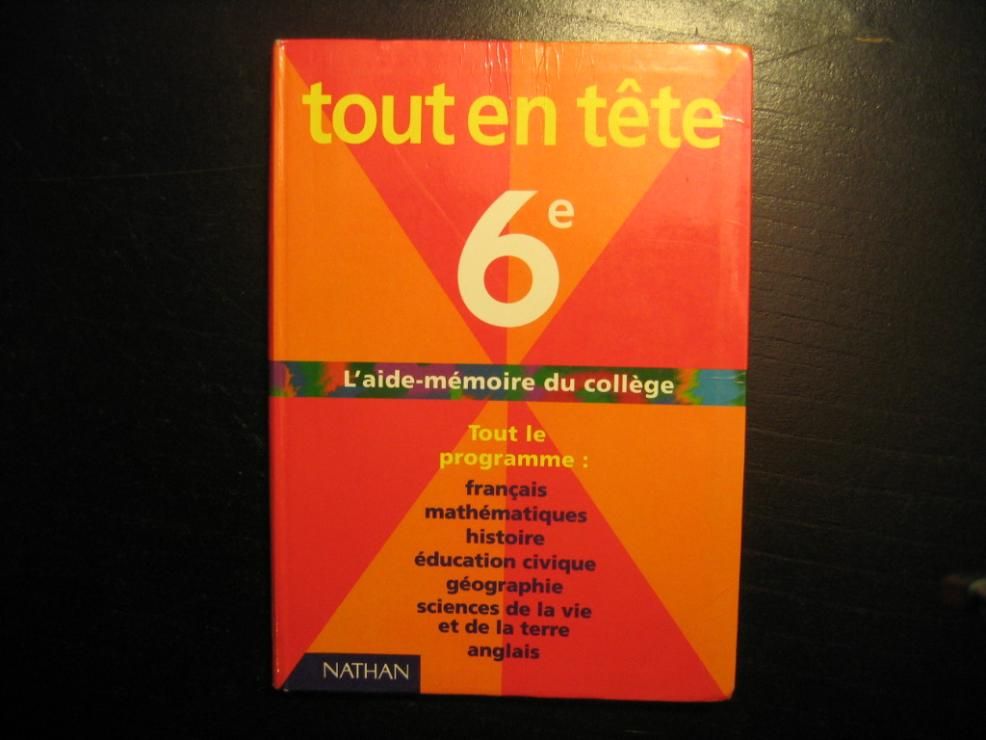 tout en tête
6e
L'aide-mémoire du collège
Tout le
programme :
français
mathématiques
histoire
éducation civique
géographie
sciences de la vie
et de la terre
anglais
NATHAN